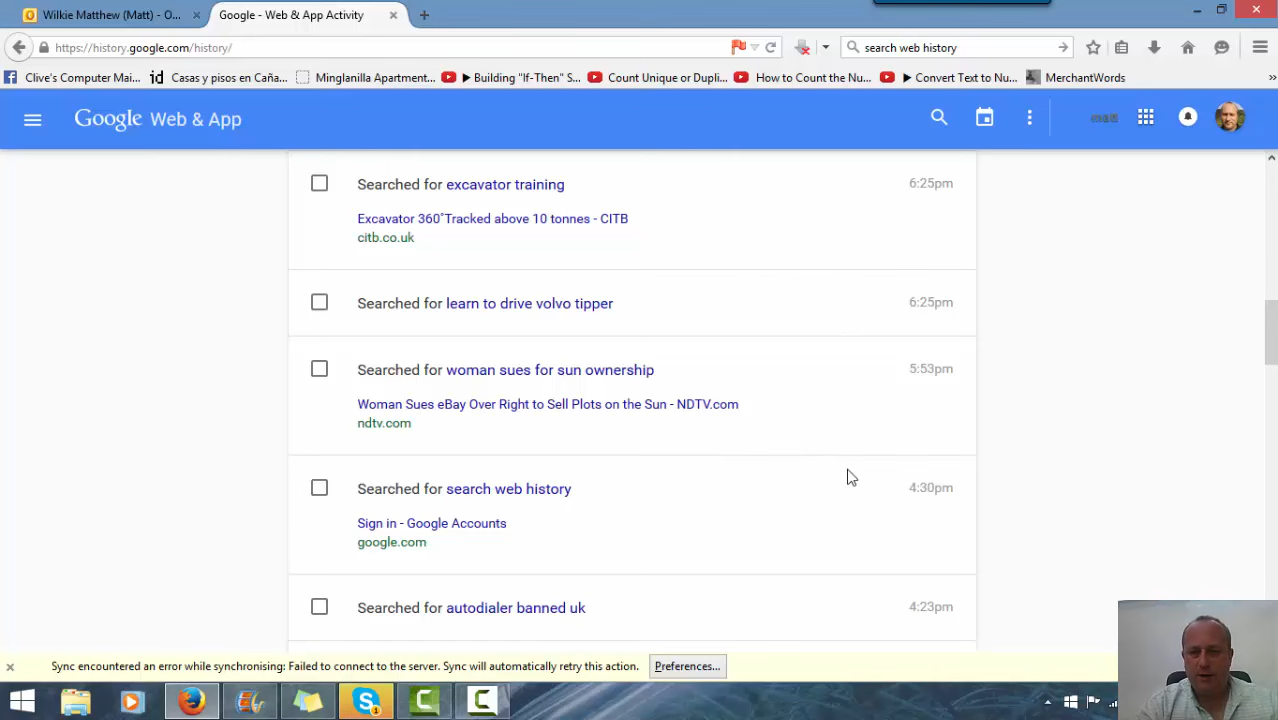 Wilkie Matthew (Matt) - O...
Google - Web & App Activity
https://history.google.com/history/
search web history
Clive's Computer Mai...
id Casas y pisos en Caña...
Minglanilla Apartment...
▶ Building "If-Then" S...
Count Unique or Dupli...
How to Count the Nu...
▶ Convert Text to Nu...
MerchantWords
»
Google Web & App
matt
Searched for excavator training
6:25pm
Excavator 360˚Tracked above 10 tonnes - CITB
citb.co.uk
Searched for learn to drive volvo tipper
6:25pm
Searched for woman sues for sun ownership
5:53pm
Woman Sues eBay Over Right to Sell Plots on the Sun - NDTV.com
ndtv.com
Searched for search web history
4:30pm
Sign in - Google Accounts
google.com
Searched for autodialer banned uk
4:23pm
Sync encountered an error while synchronising: Failed to connect to the server. Sync will automatically retry this action.
Preferences...